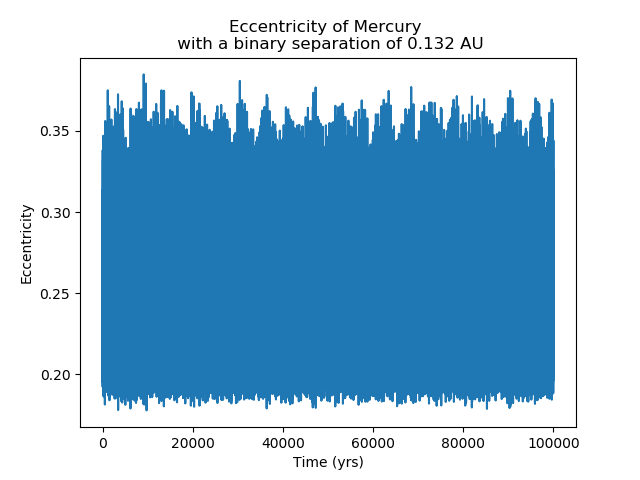 Eccentricity of Mercury
with a binary separation of 0.132 AU
Eccentricity
0.35
0.30
0.25
0.20
0 20000 40000 60000 80000 100000
Time (yrs)